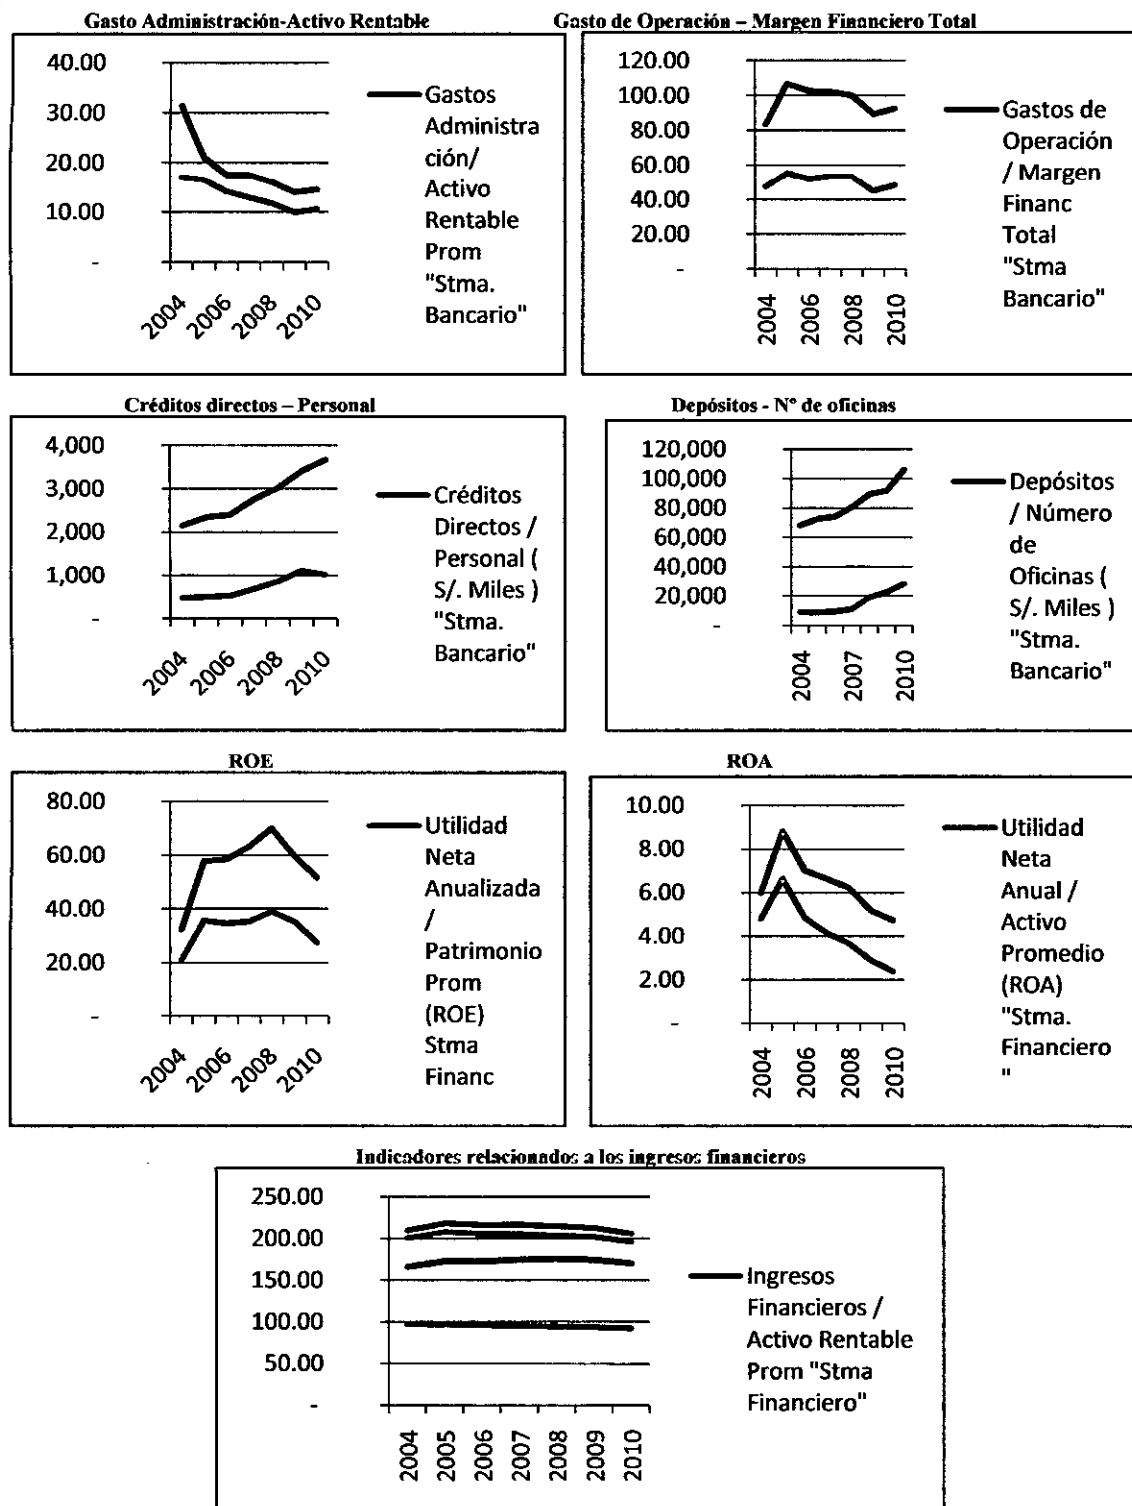 Gasto Administración-Activo Rentable
40.00
30.00
20.00
10.00
-
2004
2006
2008
2010
Gastos
Administra
ción/
Activo
Rentable
Prom
"Stma.
Bancario"
Gasto de Operación – Margen Financiero Total
120.00
100.00
80.00
60.00
40.00
20.00
-
2004
2006
2008
2010
Gastos de
Operación
/ Margen
Financ
Total
"Stma
Bancario"
Créditos directos – Personal
4,000
3,000
2,000
1,000
-
2004
2006
2008
2010
Créditos
Directos /
Personal (
S/. Miles )
"Stma.
Bancario"
Depósitos - N° de oficinas
120,000
100,000
80,000
60,000
40,000
20,000
-
2004
2007
2010
Depósitos
/ Número
de
Oficinas (
S/. Miles )
"Stma.
Bancario"
ROE
80.00
60.00
40.00
20.00
-
2004
2006
2008
2010
Utilidad
Neta
Anualizada
/
Patrimonio
Prom
(ROE)
Stma
Financ
ROA
10.00
8.00
6.00
4.00
2.00
-
2004
2006
2008
2010
Utilidad
Neta
Anual /
Activo
Promedio
(ROA)
"Stma.
Financiero
"
Indicadores relacionados a los ingresos financieros
250.00
200.00
150.00
100.00
50.00
-
2004
2005
2006
2007
2008
2009
2010
Ingresos
Financieros /
Activo Rentable
Prom "Stma
Financiero"